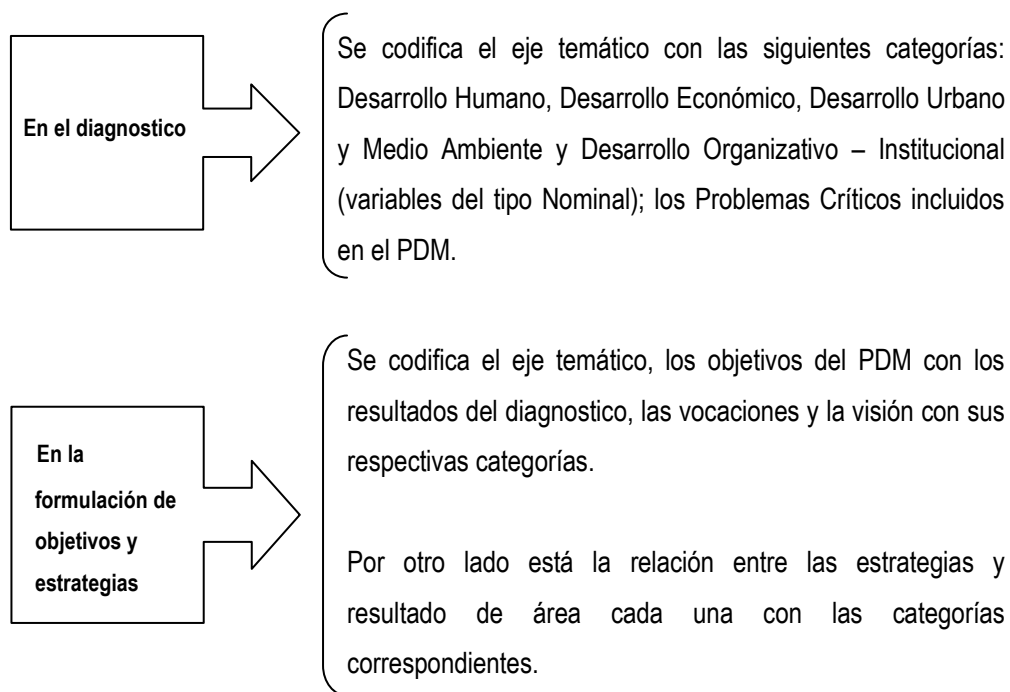 En el diagnostico
Se codifica el eje temático con las siguientes categorías:
Desarrollo Humano, Desarrollo Económico, Desarrollo Urbano
y Medio Ambiente y Desarrollo Organizativo – Institucional
(variables del tipo Nominal); los Problemas Críticos incluidos
en el PDM.
En la
formulación de
objetivos y
estrategias
Se codifica el eje temático, los objetivos del PDM con los
resultados del diagnostico, las vocaciones y la visión con sus
respectivas categorías.
Por otro lado está la relación entre las estrategias y
resultado de área cada una con las categorías
correspondientes.